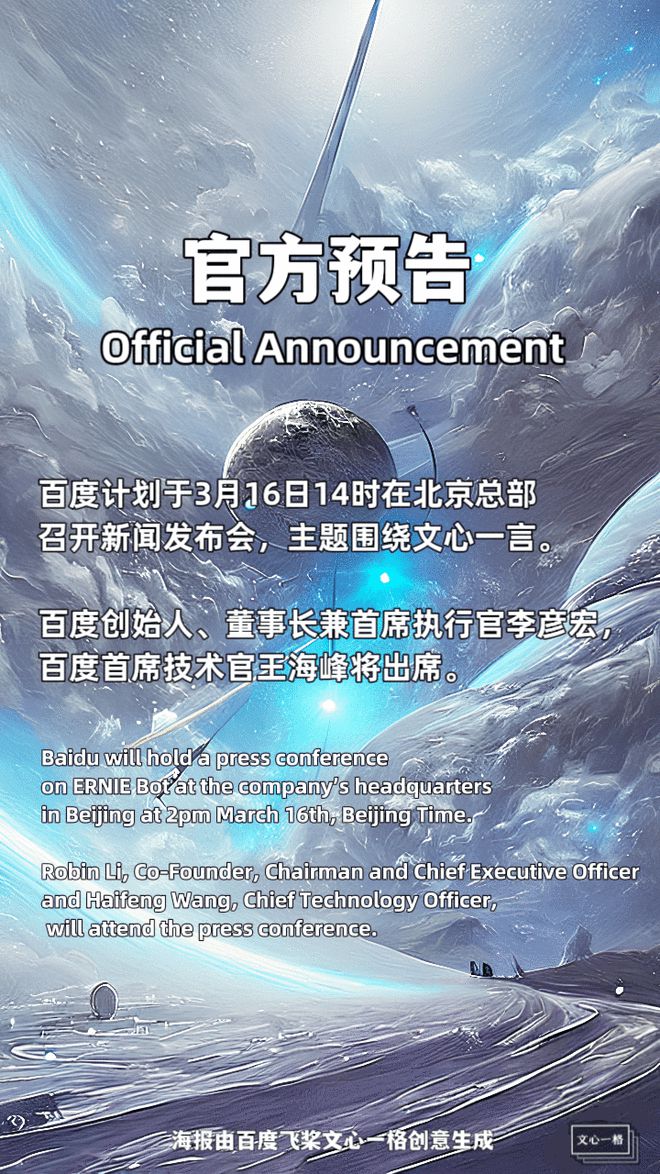 官方预告
Official Announcement
百度计划于3月16日14时在北京总部
召开新闻发布会，主题围绕文心一言。
百度创始人、董事长兼首席执行官李彦宏，
百度首席技术官王海峰将出席。
Baidu will hold a press conference
on ERNIE Bot at the company’s headquarters
in Beijing at 2pm March 16th, Beijing Time.
Robin Li, Co-Founder, Chairman and Chief Executive Officer
and Haifeng Wang, Chief Technology Officer,
will attend the press conference.
海报由百度飞桨文心一格创意生成
文心一格